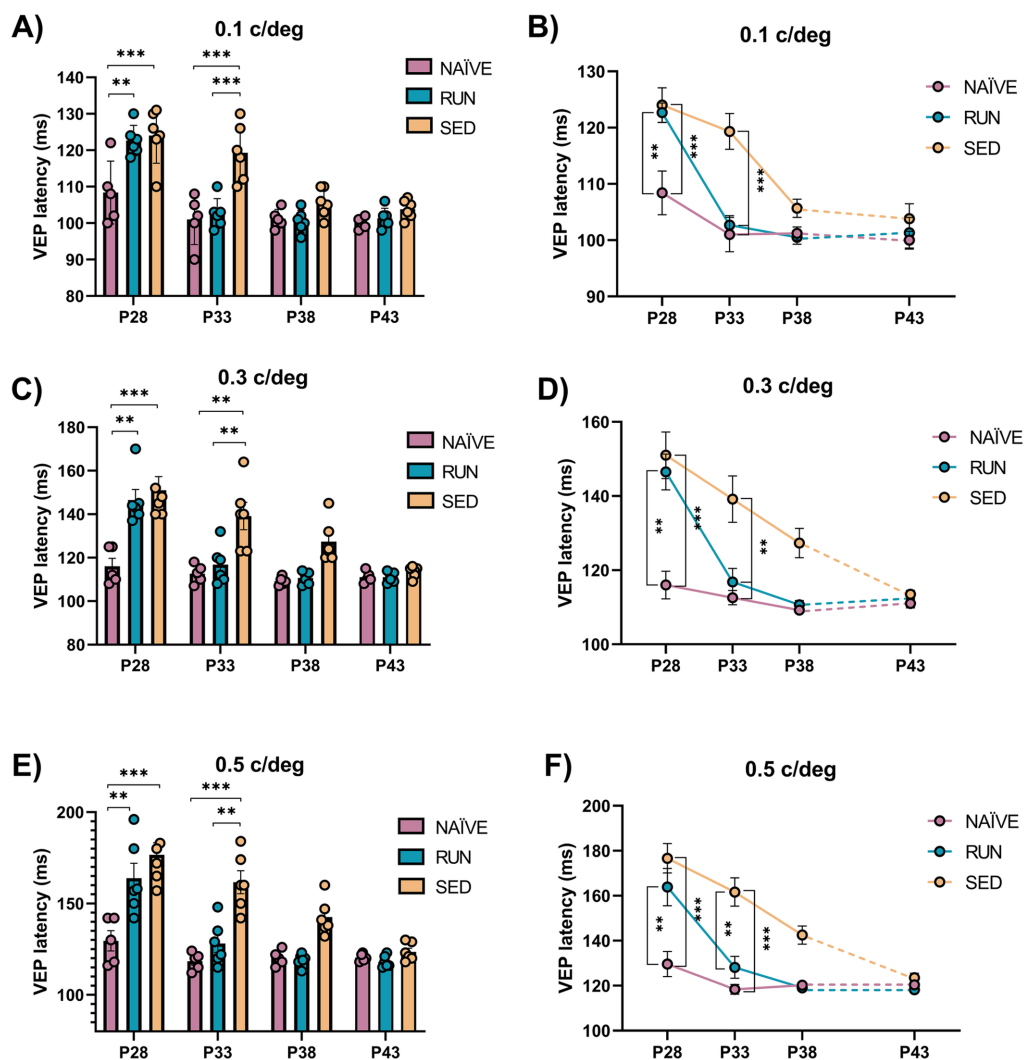 A)
0.1 c/deg
VEP latency (ms)
140
130
120
110
100
90
80
***
**
***
***
NAÏVE
RUN
SED
P28 P33 P38 P43
B)
0.1 c/deg
VEP latency (ms)
130
120
110
100
90
**
***
***
NAÏVE
RUN
SED
P28 P33 P38 P43
C)
0.3 c/deg
VEP latency (ms)
180
160
140
120
100
80
***
**
**
**
NAÏVE
RUN
SED
P28 P33 P38 P43
D)
0.3 c/deg
VEP latency (ms)
160
140
120
100
**
***
**
NAÏVE
RUN
SED
P28 P33 P38 P43
E)
0.5 c/deg
VEP latency (ms)
200
150
100
***
**
***
**
NAÏVE
RUN
SED
P28 P33 P38 P43
F)
0.5 c/deg
VEP latency (ms)
200
180
160
140
120
100
**
***
**
***
NAÏVE
RUN
SED
P28 P33 P38 P43